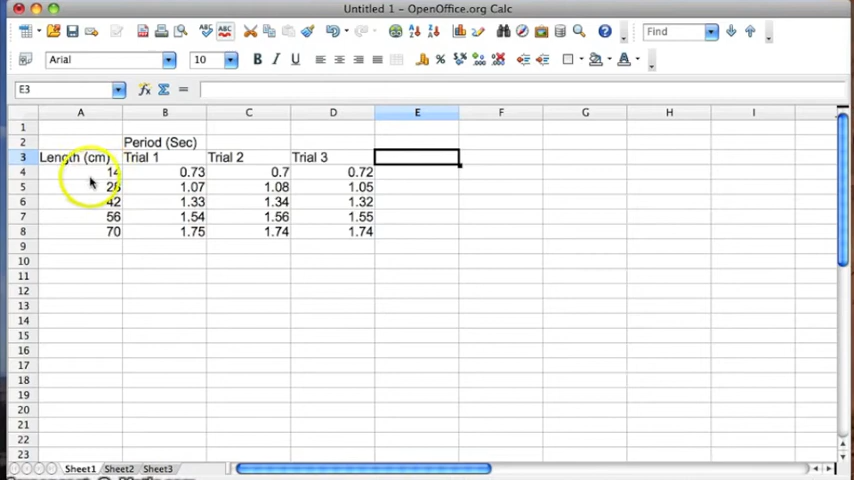 Untitled 1 – OpenOffice.org Calc
Find
Arial 10 B I U
E3 =
A B C D E F G H I
1
2 Period (Sec)
3 Length (cm) Trial 1 Trial 2 Trial 3
4 14 0.73 0.7 0.72
5 28 1.07 1.08 1.05
6 42 1.33 1.34 1.32
7 56 1.54 1.56 1.55
8 70 1.75 1.74 1.74
9
10
11
12
13
14
15
16
17
18
19
20
21
22
23
Sheet1 Sheet2 Sheet3